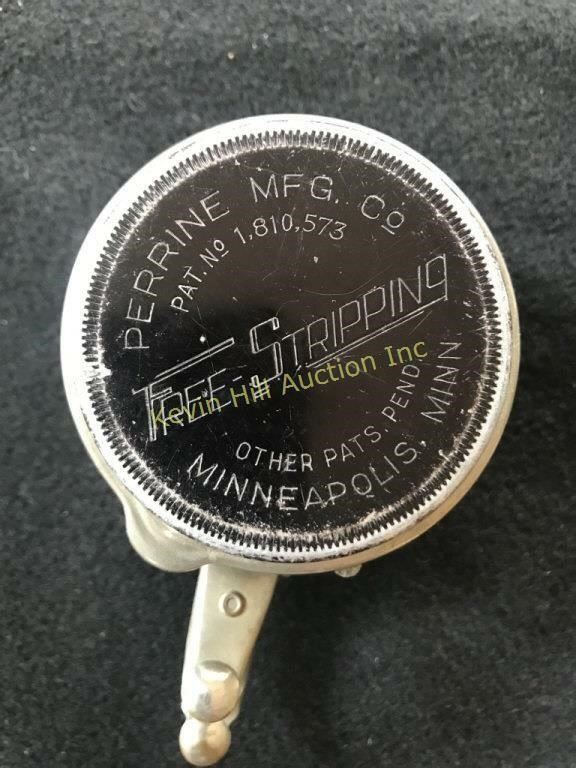 PERRINE MFG. CO
PAT. NO 1,810,573
FREE-STRIPPING
Kevin Hill Auction Inc
OTHER PATS. PEND.
MINNEAPOLIS, MINN